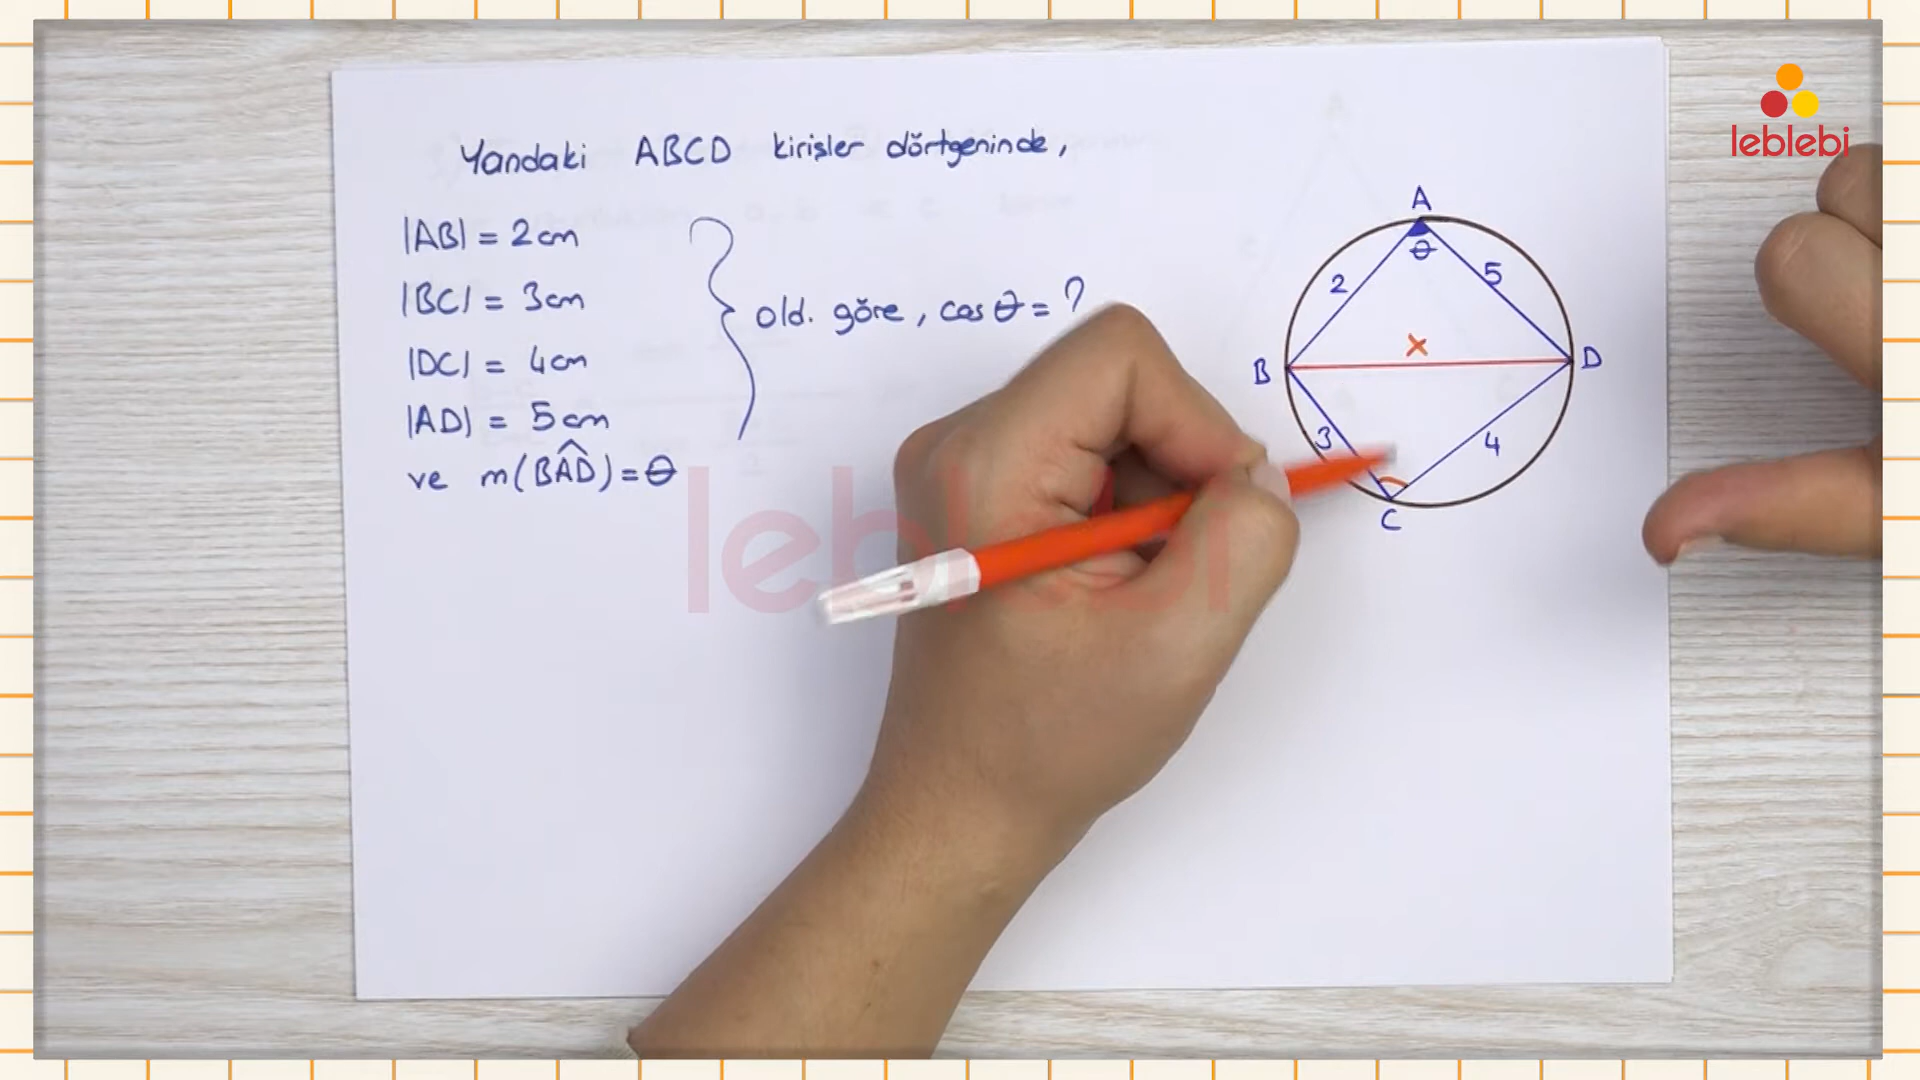 Yandaki ABCD kirişler dörtgeninde,
|AB| = 2cm
|BC| = 3cm
|DC| = 4cm
|AD| = 5cm
ve m(BÂD) = θ
old. göre, cos θ = ?
A
θ
2
5
x
B
D
3
4
C
leblebi
leblebi